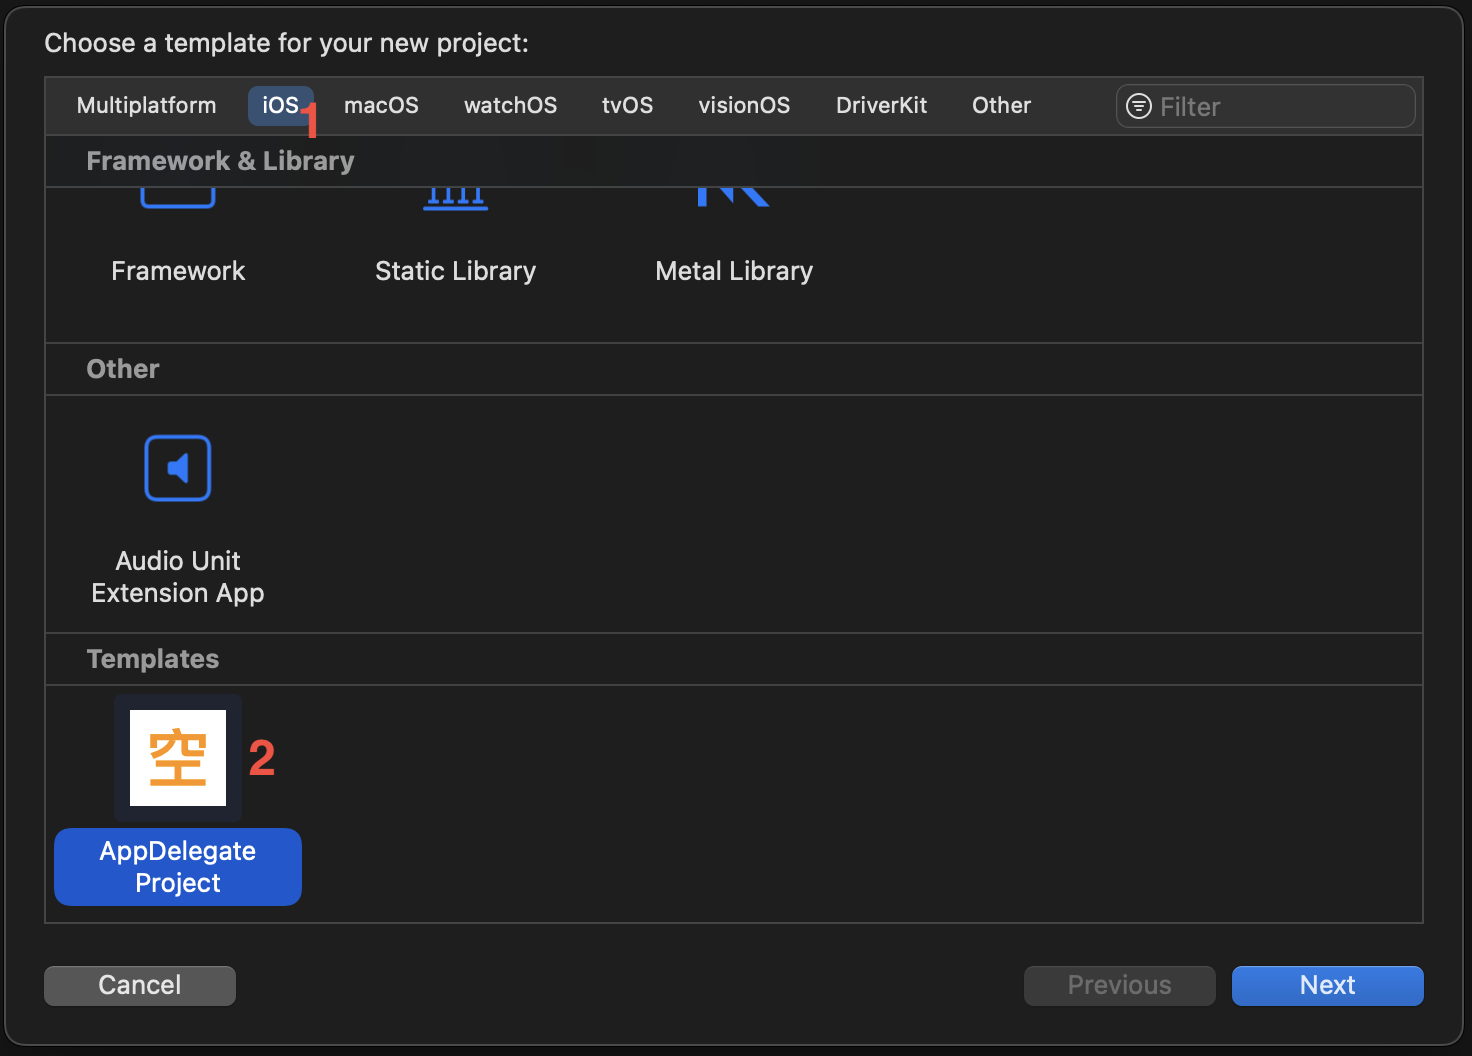 Choose a template for your new project:
Multiplatform iOS macOS watchOS tvOS visionOS DriverKit Other Filter
1
Framework & Library
Framework Static Library Metal Library
Other
Audio Unit
Extension App
Templates
空 2
AppDelegate
Project
Cancel Previous Next